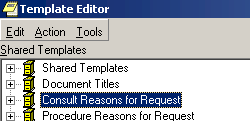 Template Editor
Edit Action Tools
Shared Templates
Shared Templates
Document Titles
Consult Reasons for Request
Procedure Reasons for Request